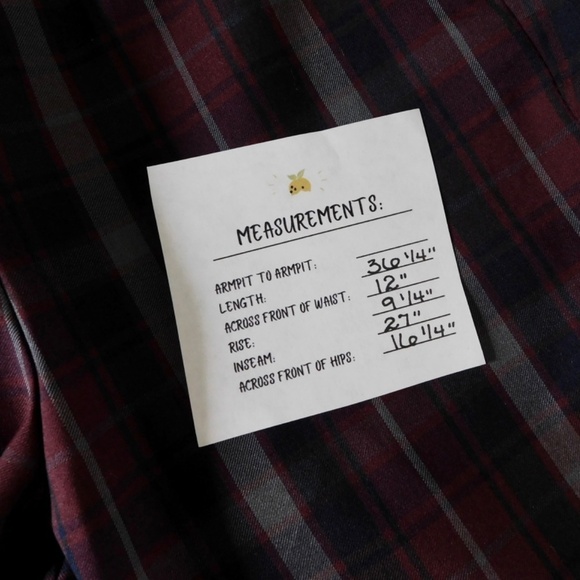 MEASUREMENTS:
ARMPIT TO ARMPIT:
LENGTH: 36 1/4"
ACROSS FRONT OF WAIST: 12"
RISE: 9 1/4"
INSEAM: 27"
ACROSS FRONT OF HIPS: 16 1/4"